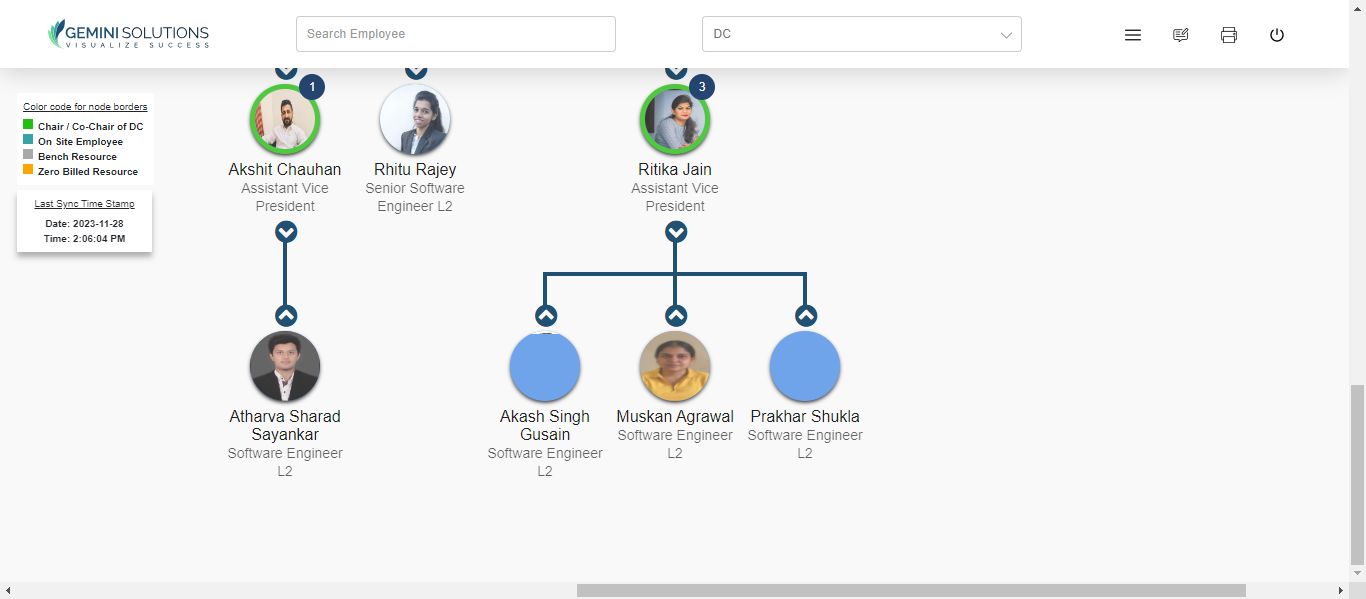 GEMINI SOLUTIONS
VISUALIZE SUCCESS
Search Employee
DC
Color code for node borders
Chair / Co-Chair of DC
On Site Employee
Bench Resource
Zero Billed Resource
Last Sync Time Stamp
Date: 2023-11-28
Time: 2:06:04 PM
1
Akshit Chauhan
Assistant Vice
President
Rhitu Rajey
Senior Software
Engineer L2
3
Ritika Jain
Assistant Vice
President
Atharva Sharad
Sayankar
Software Engineer
L2
Akash Singh
Gusain
Software Engineer
L2
Muskan Agrawal
Software Engineer
L2
Prakhar Shukla
Software Engineer
L2